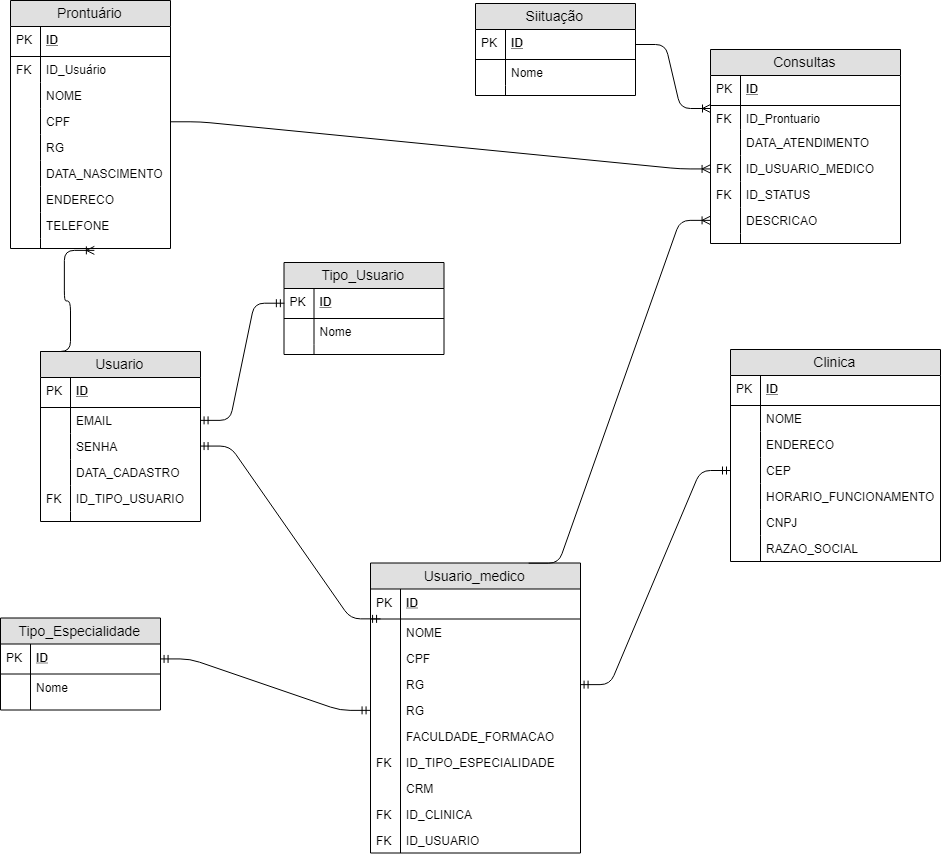 Prontuário
PK ID
FK ID_Usuário
NOME
CPF
RG
DATA_NASCIMENTO
ENDERECO
TELEFONE
Siituação
PK ID
Nome
Consultas
PK ID
FK ID_Prontuario
DATA_ATENDIMENTO
FK ID_USUARIO_MEDICO
FK ID_STATUS
DESCRICAO
Tipo_Usuario
PK ID
Nome
Usuario
PK ID
EMAIL
SENHA
DATA_CADASTRO
FK ID_TIPO_USUARIO
Clinica
PK ID
NOME
ENDERECO
CEP
HORARIO_FUNCIONAMENTO
CNPJ
RAZAO_SOCIAL
Usuario_medico
PK ID
NOME
CPF
RG
RG
FACULDADE_FORMACAO
FK ID_TIPO_ESPECIALIDADE
CRM
FK ID_CLINICA
FK ID_USUARIO
Tipo_Especialidade
PK ID
Nome